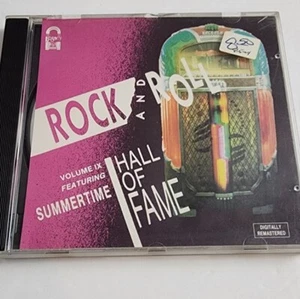 ROCK
AND
ROLL
VOLUME IX
FEATURING
SUMMERTIME
HALL
OF
FAME
DIGITALLY
REMASTERED